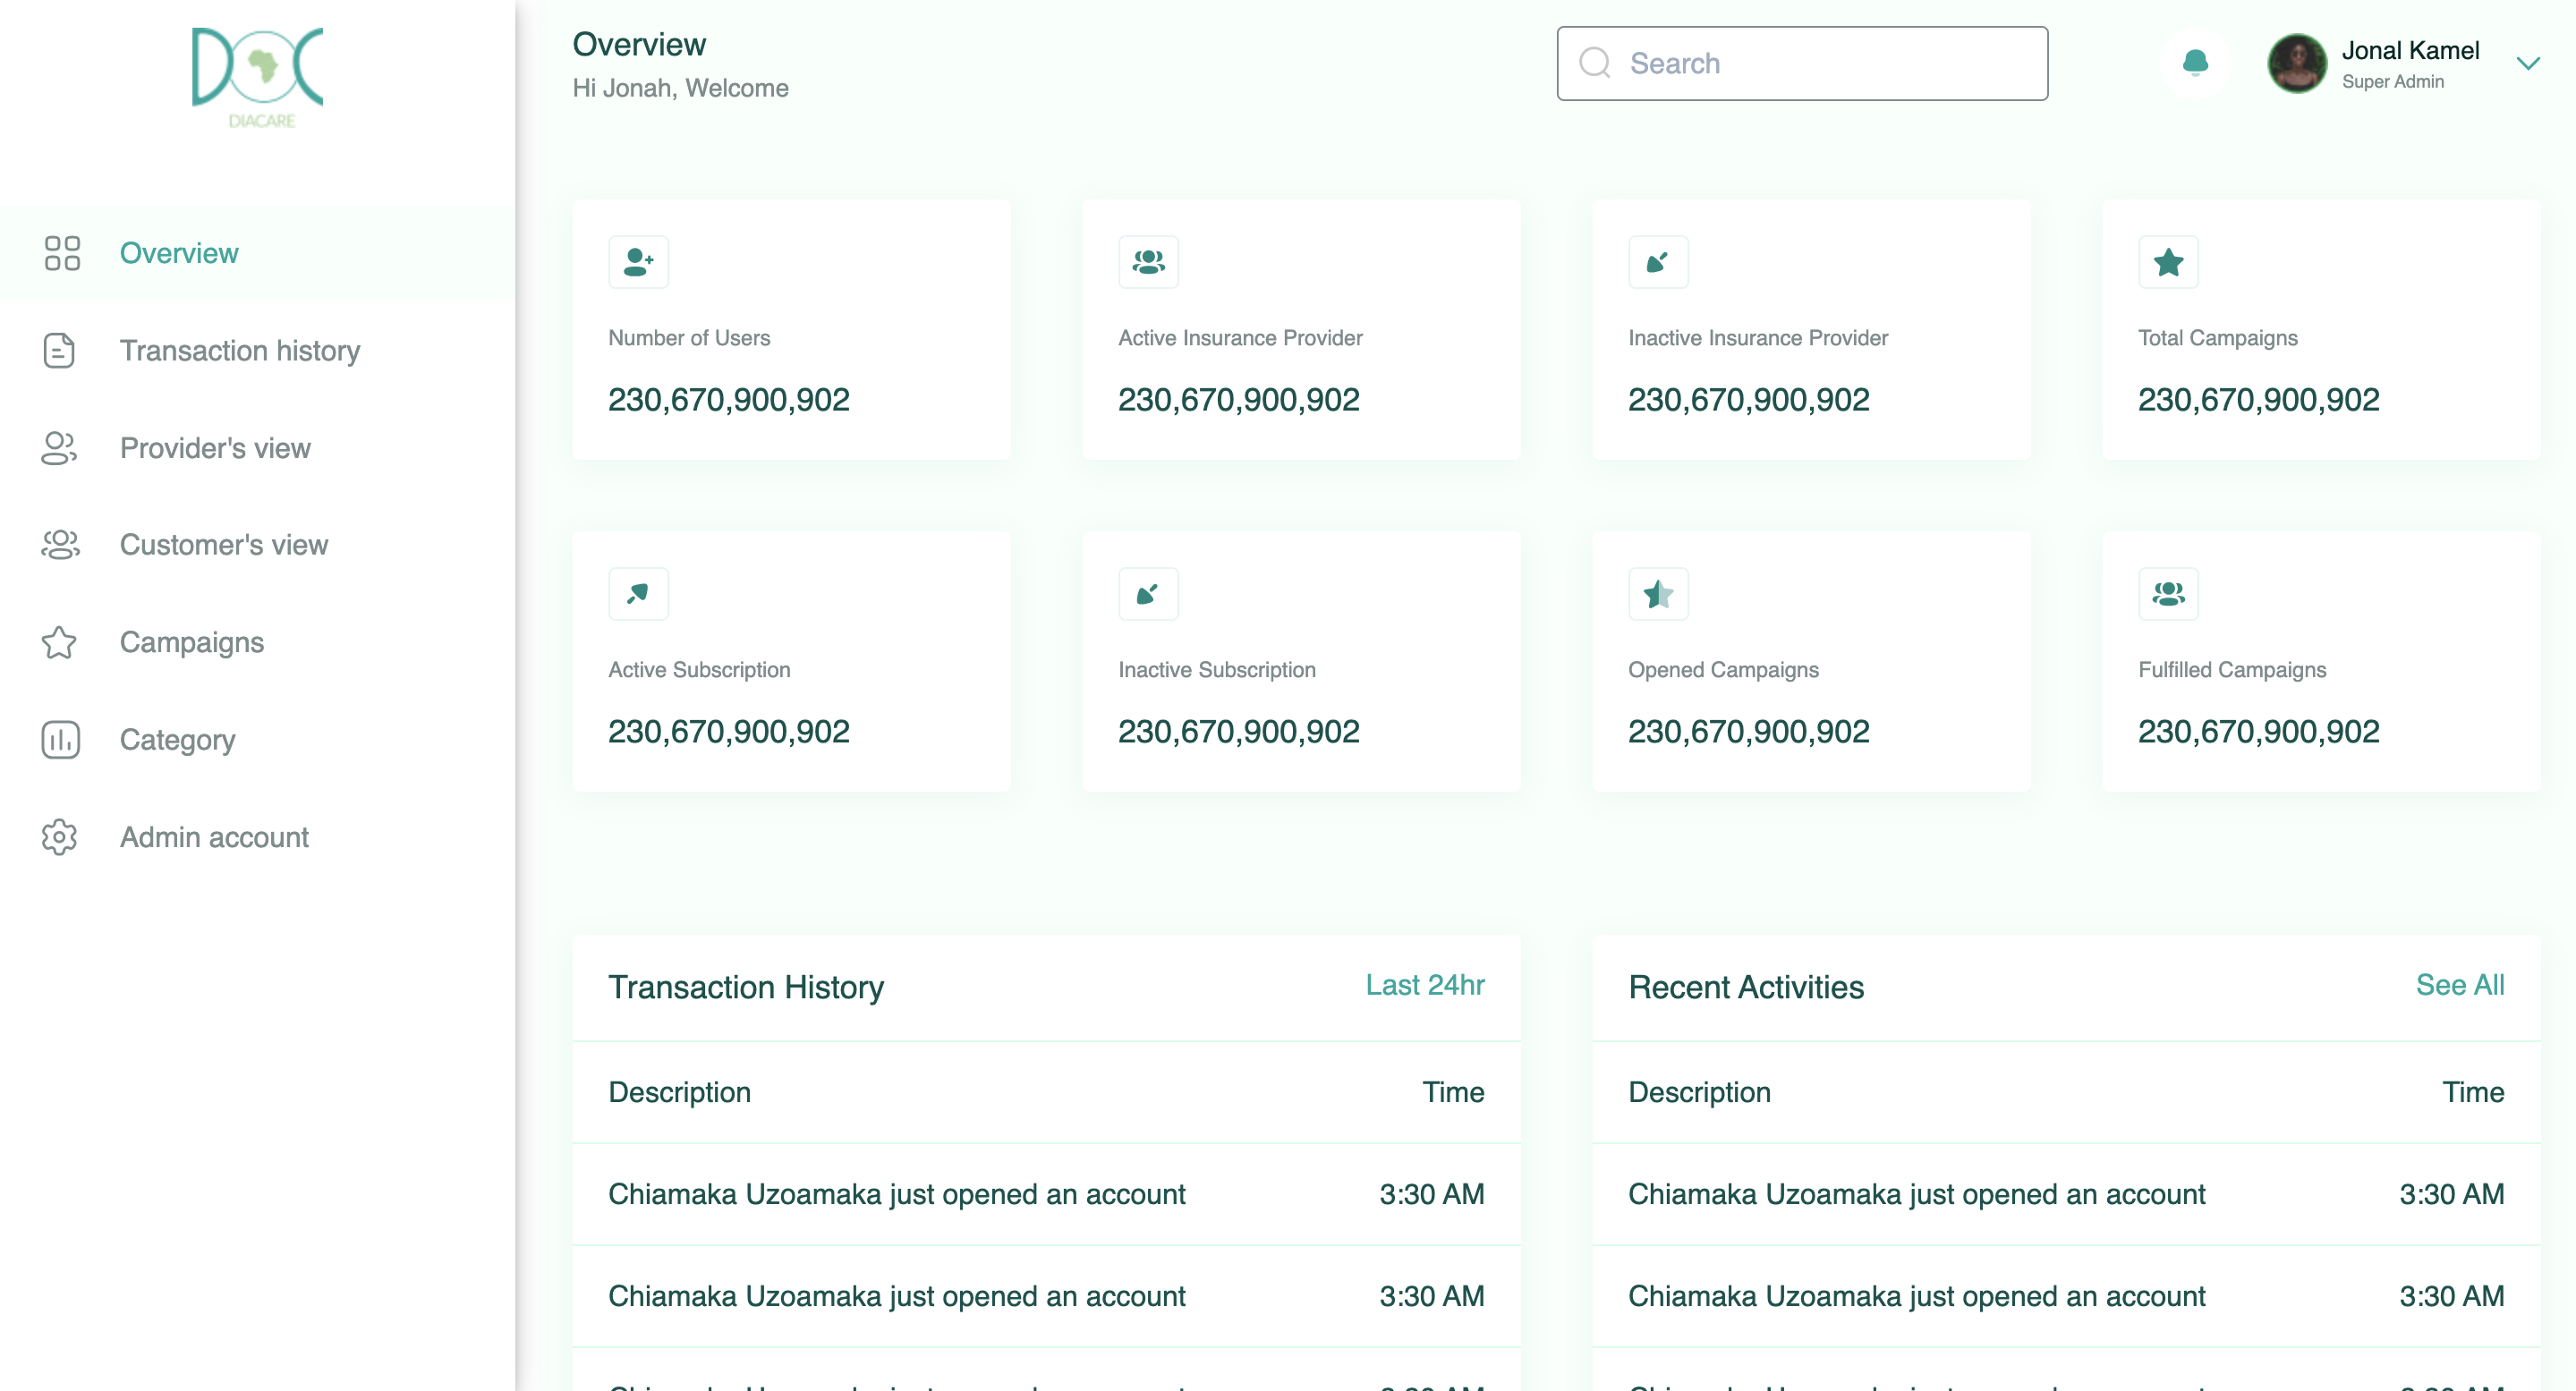 DOC
DIACARE
Overview
Transaction history
Provider's view
Customer's view
Campaigns
Category
Admin account
Overview
Hi Jonah, Welcome
Search
Jonal Kamel
Super Admin
Number of Users
230,670,900,902
Active Insurance Provider
230,670,900,902
Inactive Insurance Provider
230,670,900,902
Total Campaigns
230,670,900,902
Active Subscription
230,670,900,902
Inactive Subscription
230,670,900,902
Opened Campaigns
230,670,900,902
Fulfilled Campaigns
230,670,900,902
Transaction History Last 24hr
Description Time
Chiamaka Uzoamaka just opened an account 3:30 AM
Chiamaka Uzoamaka just opened an account 3:30 AM
Recent Activities See All
Description Time
Chiamaka Uzoamaka just opened an account 3:30 AM
Chiamaka Uzoamaka just opened an account 3:30 AM